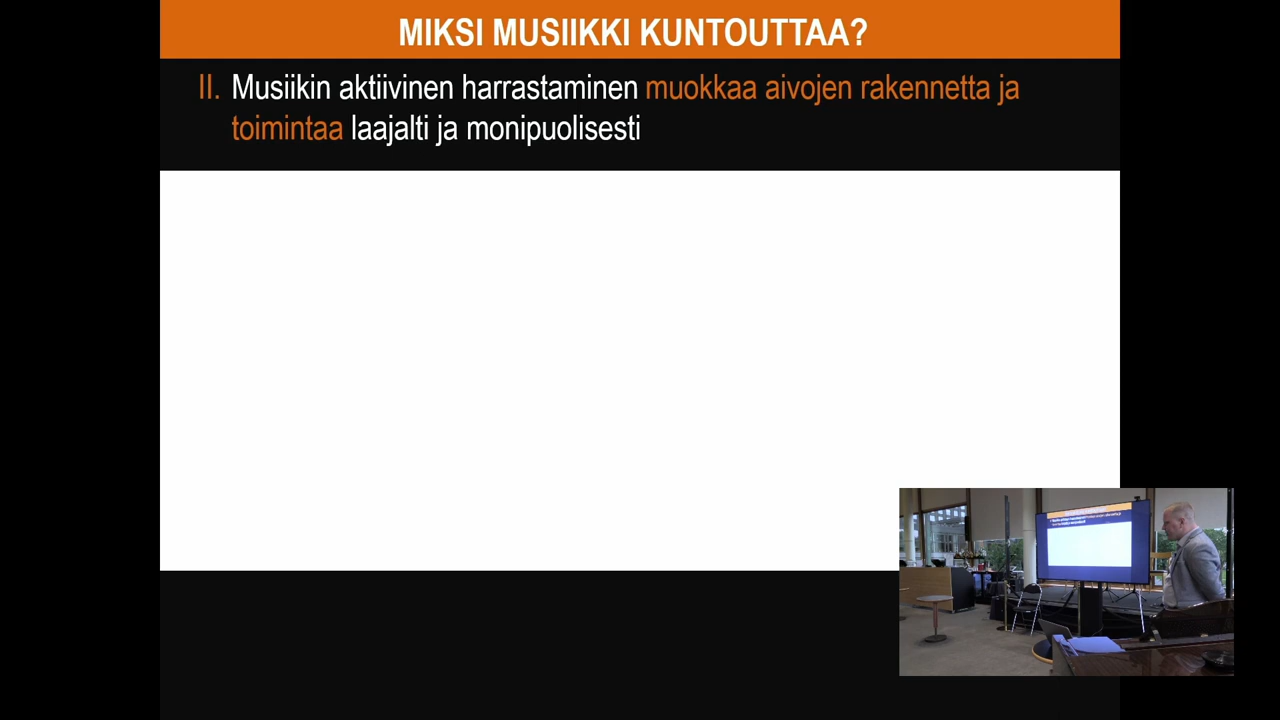 MIKSI MUSIIKKI KUNTOUTTAA?
II. Musiikin aktiivinen harrastaminen muokkaa aivojen rakennetta ja
toimintaa laajalti ja monipuolisesti